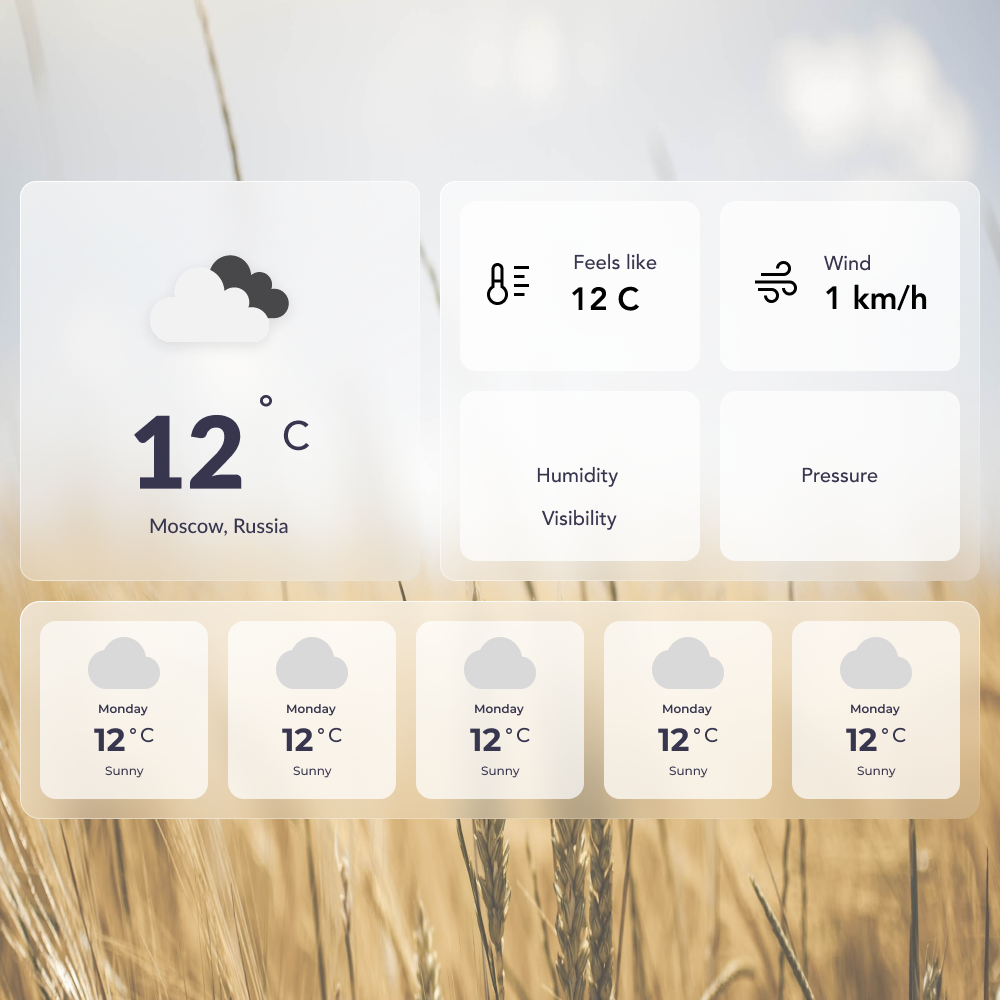 12 ° C
Moscow, Russia
Feels like
12 C
Wind
1 km/h
Humidity
Visibility
Pressure
Monday
12 °C
Sunny
Monday
12 °C
Sunny
Monday
12 °C
Sunny
Monday
12 °C
Sunny
Monday
12 °C
Sunny